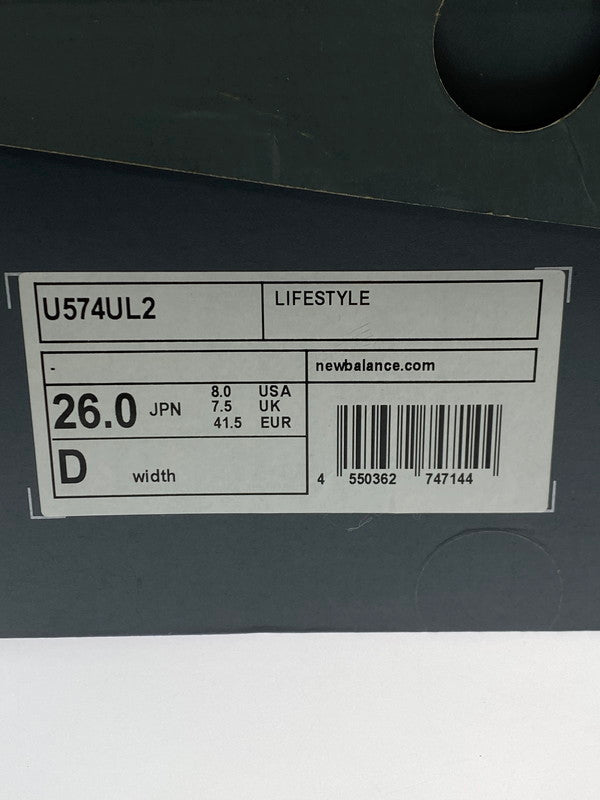 U574UL2
LIFESTYLE
-
newbalance.com
26.0 JPN
8.0 USA
7.5 UK
41.5 EUR
D width
4 550362 747144